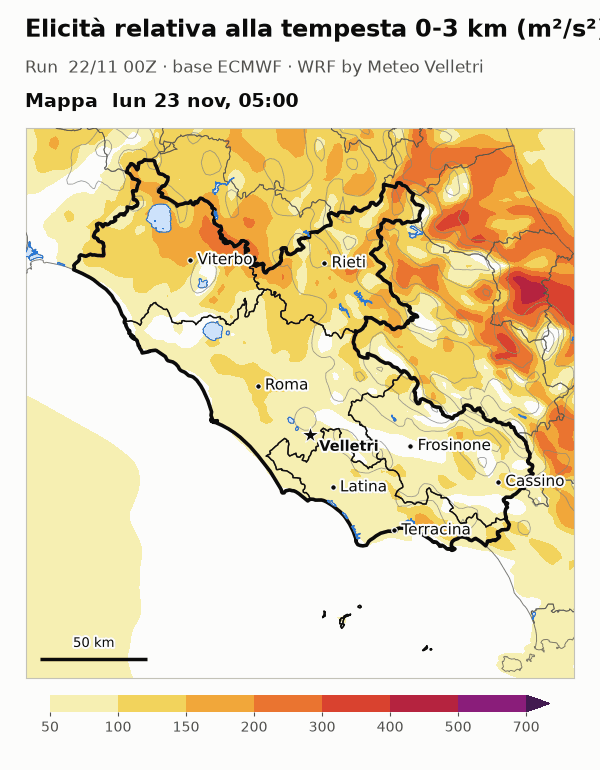 Elicità relativa alla tempesta 0-3 km (m²/s²)
Run  22/11 00Z · base ECMWF · WRF by Meteo Velletri
Mappa  lun 23 nov, 05:00
Viterbo
Rieti
Roma
Velletri
Frosinone
Cassino
Latina
Terracina
50 km
50 100 150 200 300 400 500 700